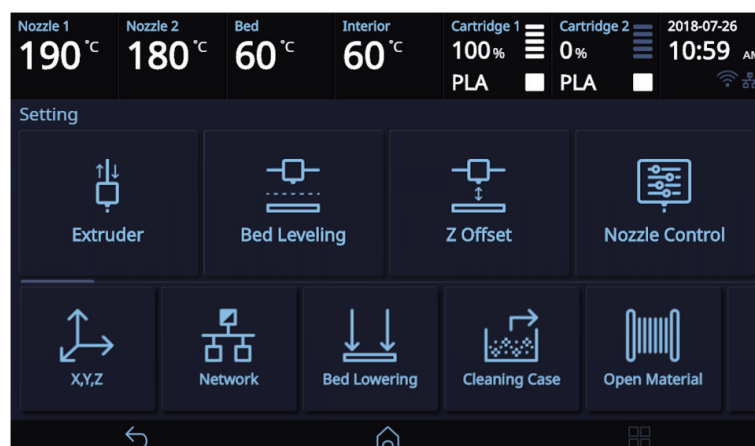 Nozzle 1 Nozzle 2 Bed Interior Cartridge 1 Cartridge 2 2018-07-26
190 °C 180 °C 60 °C 60 °C 100 % 0 % 10:59 AM
PLA PLA
Setting
Extruder Bed Leveling Z Offset Nozzle Control
X,Y,Z Network Bed Lowering Cleaning Case Open Material